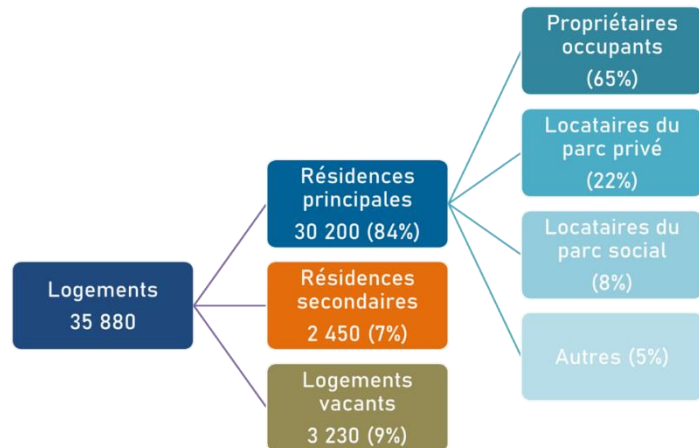 Logements
35 880
Résidences
principales
30 200 (84%)
Résidences
secondaires
2 450 (7%)
Logements
vacants
3 230 (9%)
Propriétaires
occupants
(65%)
Locataires du
parc privé
(22%)
Locataires du
parc social
(8%)
Autres (5%)